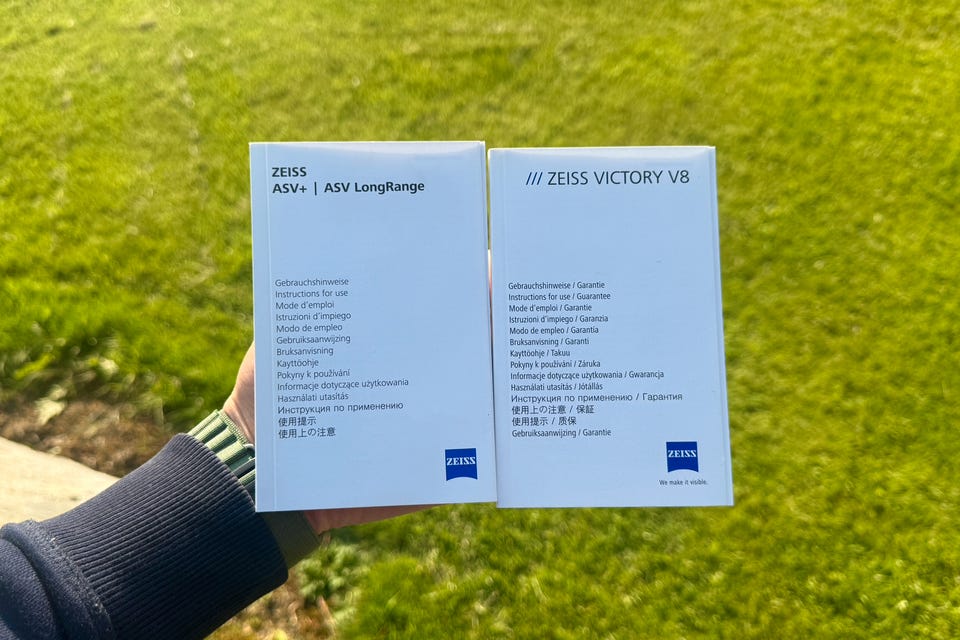 ZEISS
ASV+ | ASV LongRange
Gebrauchshinweise
Instructions for use
Mode d'emploi
Istruzioni d'impiego
Modo de empleo
Gebruiksaanwijzing
Bruksanvisning
Käyttöohje
Pokyny k používání
Informacje dotyczące użytkowania
Használati utasítás
Инструкция по применению
使用提示
使用上の注意
ZEISS
/// ZEISS VICTORY V8
Gebrauchshinweise / Garantie
Instructions for use / Guarantee
Mode d'emploi / Garantie
Istruzioni d'impiego / Garanzia
Modo de empleo / Garantia
Bruksanvisning / Garanti
Käyttöohje / Takuu
Pokyny k používání / Záruka
Informacje dotyczące użytkowania / Gwarancja
Használati utasítás / Jótállás
Инструкция по применению / Гарантия
使用上の注意 / 保証
使用提示 / 质保
Gebruiksaanwijzing / Garantie
ZEISS
We make it visible.